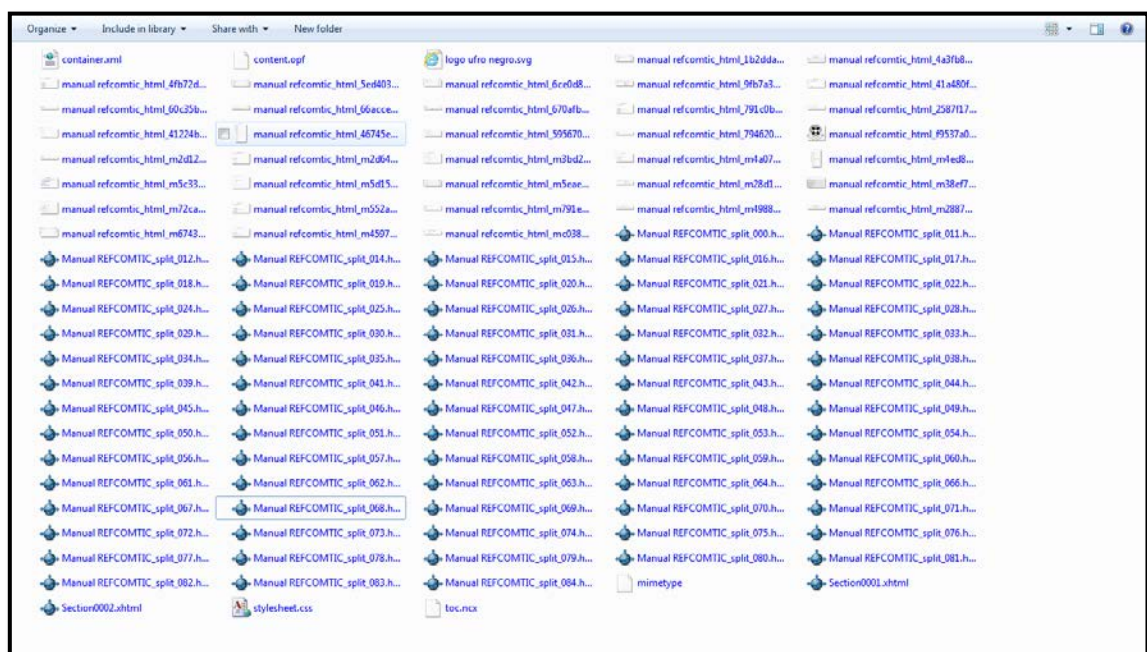 Organize Include in library Share with New folder
container.xml content.opf logo ufro negro.svg manual refcomtic_html_1b2dda... manual refcomtic_html_4a3fb8...
manual refcomtic_html_4fb72d... manual refcomtic_html_5ed403... manual refcomtic_html_6ce0d8... manual refcomtic_html_9fb7a3... manual refcomtic_html_41a480f...
manual refcomtic_html_60c35b... manual refcomtic_html_66acce... manual refcomtic_html_670afb... manual refcomtic_html_791c0b... manual refcomtic_html_2587f17...
manual refcomtic_html_41224b... manual refcomtic_html_46745e... manual refcomtic_html_595670... manual refcomtic_html_794620... manual refcomtic_html_f9537a0...
manual refcomtic_html_m2d12... manual refcomtic_html_m2d64... manual refcomtic_html_m3bd2... manual refcomtic_html_m4a07... manual refcomtic_html_m4ed8...
manual refcomtic_html_m5c33... manual refcomtic_html_m5d15... manual refcomtic_html_m5eae... manual refcomtic_html_m28d1... manual refcomtic_html_m38ef7...
manual refcomtic_html_m72ca... manual refcomtic_html_m552a... manual refcomtic_html_m791e... manual refcomtic_html_m4988... manual refcomtic_html_m2887...
manual refcomtic_html_m6743... manual refcomtic_html_m4597... manual refcomtic_html_mc038... Manual REFCOMTIC_split_000.h... Manual REFCOMTIC_split_011.h...
Manual REFCOMTIC_split_012.h... Manual REFCOMTIC_split_014.h... Manual REFCOMTIC_split_015.h... Manual REFCOMTIC_split_016.h... Manual REFCOMTIC_split_017.h...
Manual REFCOMTIC_split_018.h... Manual REFCOMTIC_split_019.h... Manual REFCOMTIC_split_020.h... Manual REFCOMTIC_split_021.h... Manual REFCOMTIC_split_022.h...
Manual REFCOMTIC_split_024.h... Manual REFCOMTIC_split_025.h... Manual REFCOMTIC_split_026.h... Manual REFCOMTIC_split_027.h... Manual REFCOMTIC_split_028.h...
Manual REFCOMTIC_split_029.h... Manual REFCOMTIC_split_030.h... Manual REFCOMTIC_split_031.h... Manual REFCOMTIC_split_032.h... Manual REFCOMTIC_split_033.h...
Manual REFCOMTIC_split_034.h... Manual REFCOMTIC_split_035.h... Manual REFCOMTIC_split_036.h... Manual REFCOMTIC_split_037.h... Manual REFCOMTIC_split_038.h...
Manual REFCOMTIC_split_039.h... Manual REFCOMTIC_split_041.h... Manual REFCOMTIC_split_042.h... Manual REFCOMTIC_split_043.h... Manual REFCOMTIC_split_044.h...
Manual REFCOMTIC_split_045.h... Manual REFCOMTIC_split_046.h... Manual REFCOMTIC_split_047.h... Manual REFCOMTIC_split_048.h... Manual REFCOMTIC_split_049.h...
Manual REFCOMTIC_split_050.h... Manual REFCOMTIC_split_051.h... Manual REFCOMTIC_split_052.h... Manual REFCOMTIC_split_053.h... Manual REFCOMTIC_split_054.h...
Manual REFCOMTIC_split_056.h... Manual REFCOMTIC_split_057.h... Manual REFCOMTIC_split_058.h... Manual REFCOMTIC_split_059.h... Manual REFCOMTIC_split_060.h...
Manual REFCOMTIC_split_061.h... Manual REFCOMTIC_split_062.h... Manual REFCOMTIC_split_063.h... Manual REFCOMTIC_split_064.h... Manual REFCOMTIC_split_066.h...
Manual REFCOMTIC_split_067.h... Manual REFCOMTIC_split_068.h... Manual REFCOMTIC_split_069.h... Manual REFCOMTIC_split_070.h... Manual REFCOMTIC_split_071.h...
Manual REFCOMTIC_split_072.h... Manual REFCOMTIC_split_073.h... Manual REFCOMTIC_split_074.h... Manual REFCOMTIC_split_075.h... Manual REFCOMTIC_split_076.h...
Manual REFCOMTIC_split_077.h... Manual REFCOMTIC_split_078.h... Manual REFCOMTIC_split_079.h... Manual REFCOMTIC_split_080.h... Manual REFCOMTIC_split_081.h...
Manual REFCOMTIC_split_082.h... Manual REFCOMTIC_split_083.h... Manual REFCOMTIC_split_084.h... mimetype Section0001.xhtml
Section0002.xhtml stylesheet.css toc.ncx